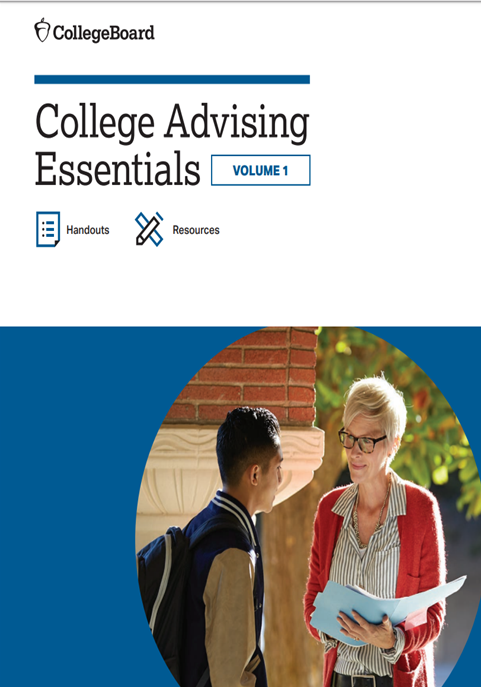 CollegeBoard
College Advising
Essentials
VOLUME 1
Handouts
Resources